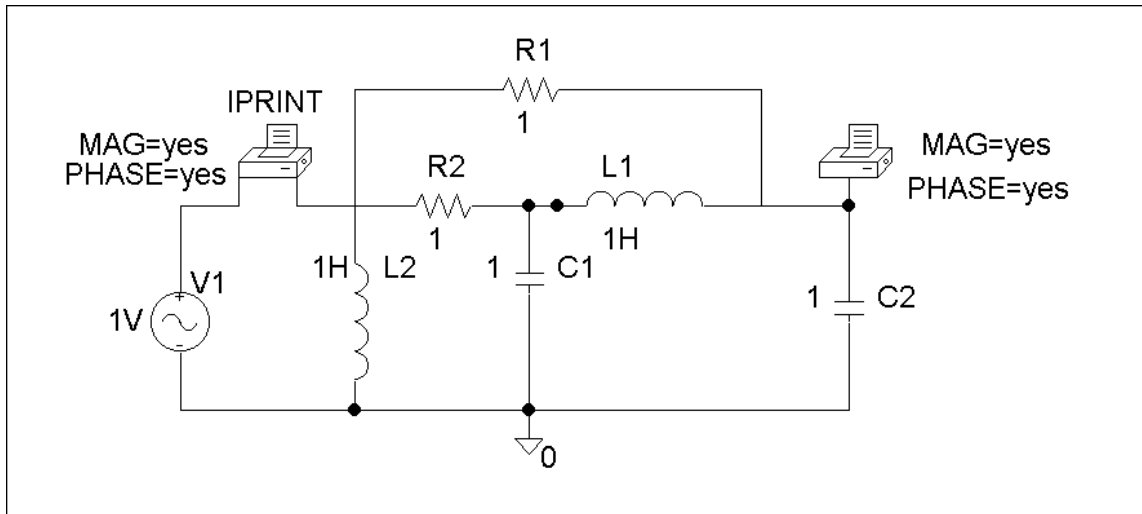 R1
1
IPRINT
MAG=yes
PHASE=yes
MAG=yes
PHASE=yes
R2
1
L1
1H
1H L2
1 C1
1 C2
V1
1V
0